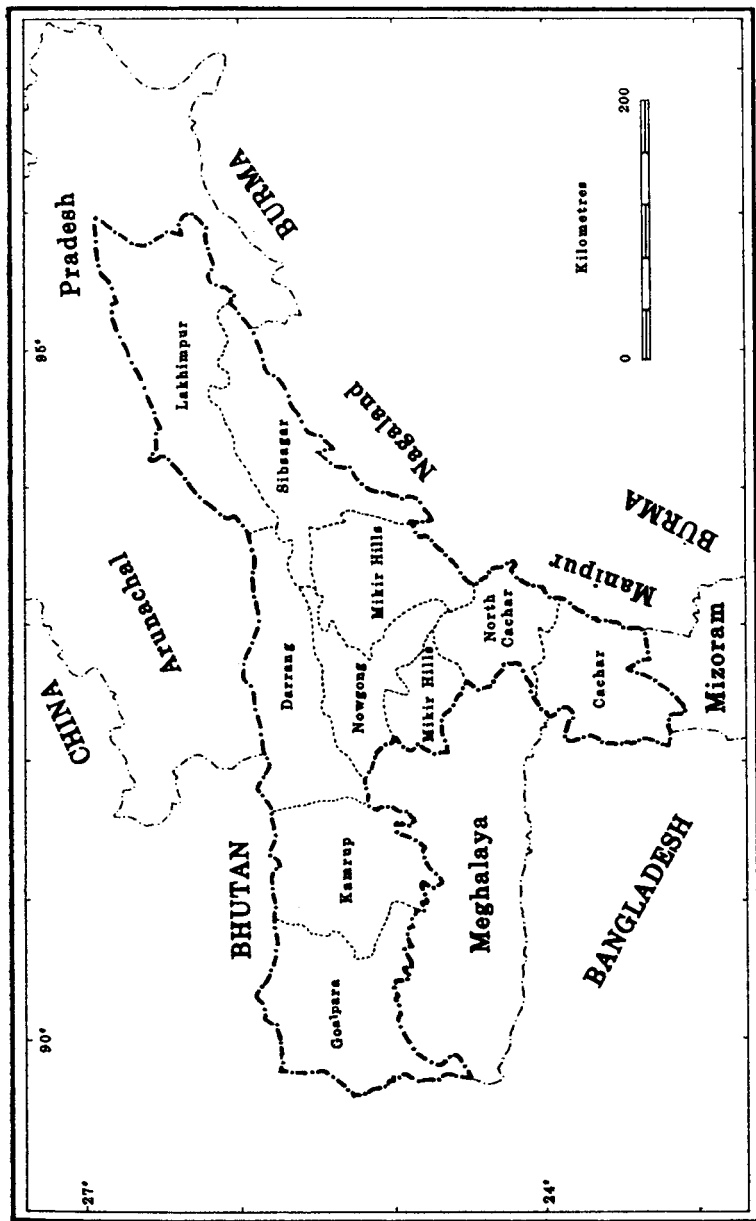 90°
95°
27°
24°
CHINA
Arunachal
Pradesh
BHUTAN
BURMA
Lakhimpur
Sibsagar
Darrang
Nagaland
Goalpara
Kamrup
Nowgong
Mikir Hills
Mikir Hills
North
Cachar
Meghalaya
Manipur
BURMA
Cachar
BANGLADESH
Mizoram
Kilometres
0
200